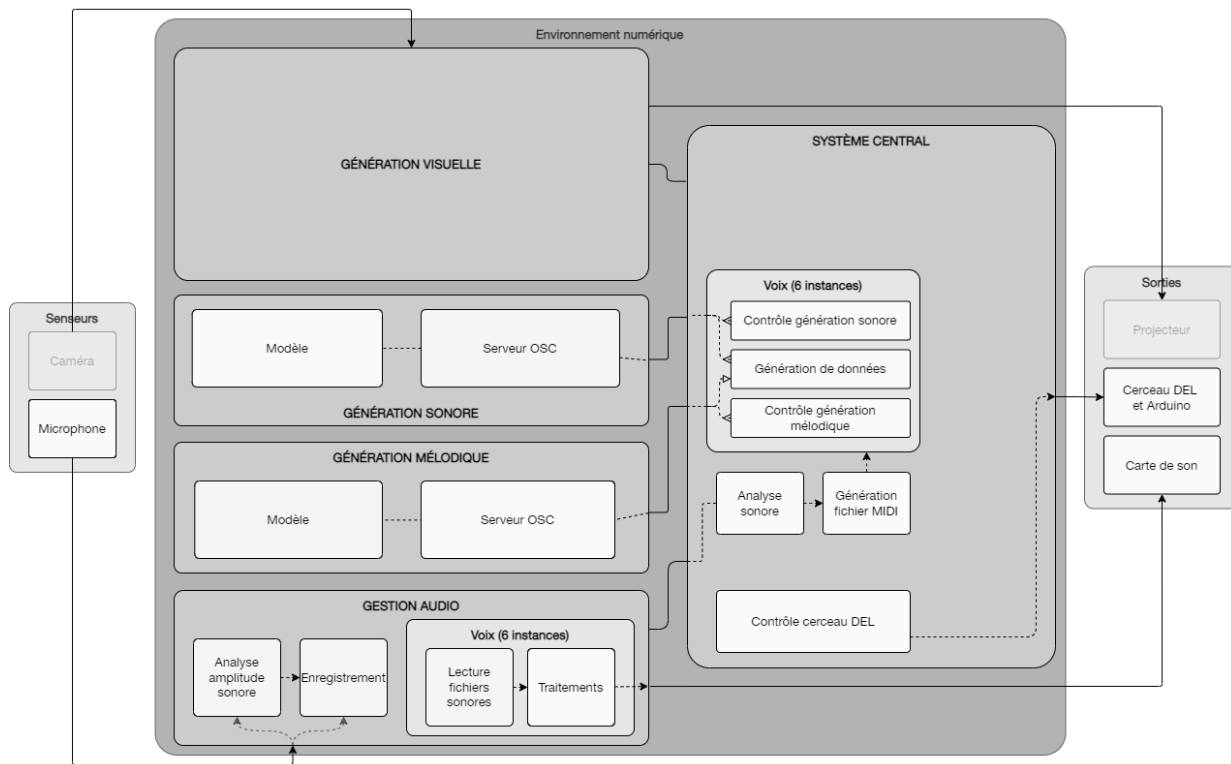 Environnement numérique
GÉNÉRATION VISUELLE
SYSTÈME CENTRAL
Senseurs
Caméra
Microphone
Modèle
Serveur OSC
GÉNÉRATION SONORE
GÉNÉRATION MÉLODIQUE
Modèle
Serveur OSC
GESTION AUDIO
Analyse
amplitude
sonore
Enregistrement
Voix (6 instances)
Lecture
fichiers
sonores
Traitements
Voix (6 instances)
Contrôle génération sonore
Génération de données
Contrôle génération
mélodique
Analyse
sonore
Génération
fichier MIDI
Contrôle cerceau DEL
Sorties
Projecteur
Cerceau DEL
et Arduino
Carte de son